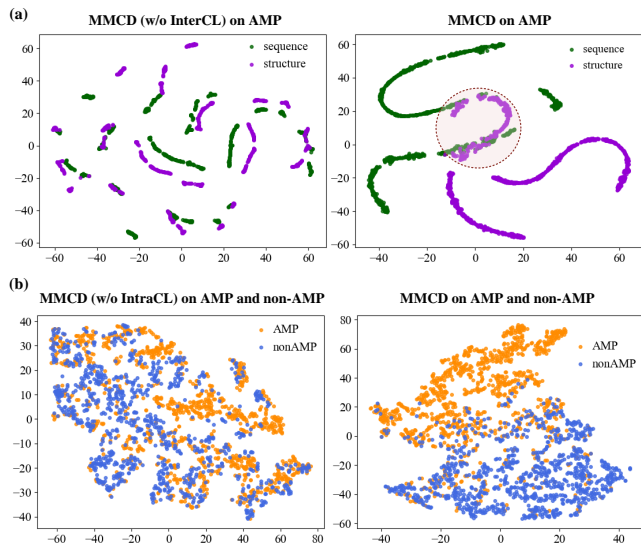 (a)
MMCD (w/o InterCL) on AMP
60
40
20
0
−20
−40
−60 −40 −20 0 20 40 60
sequence
structure
MMCD on AMP
60
40
20
0
−20
−40
−60
−40 −20 0 20 40 60
sequence
structure
(b)
MMCD (w/o IntraCL) on AMP and non-AMP
40
30
20
10
0
−10
−20
−30
−40
−60 −40 −20 0 20 40 60 80
AMP
nonAMP
MMCD on AMP and non-AMP
80
60
40
20
0
−20
−40
−60
−40 −20 0 20 40
AMP
nonAMP